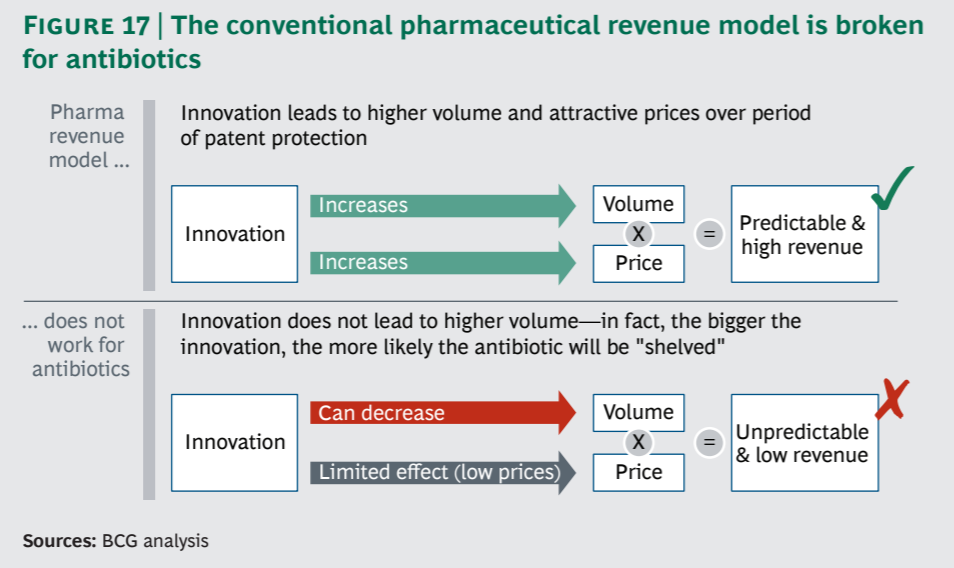 FIGURE 17 | The conventional pharmaceutical revenue model is broken
for antibiotics
Pharma
revenue
model ...
Innovation leads to higher volume and attractive prices over period
of patent protection
Innovation
Increases
Increases
Volume
X
Price
=
Predictable &
high revenue
... does not
work for
antibiotics
Innovation does not lead to higher volume—in fact, the bigger the
innovation, the more likely the antibiotic will be "shelved"
Innovation
Can decrease
Limited effect (low prices)
Volume
X
Price
=
Unpredictable
& low revenue
Sources: BCG analysis